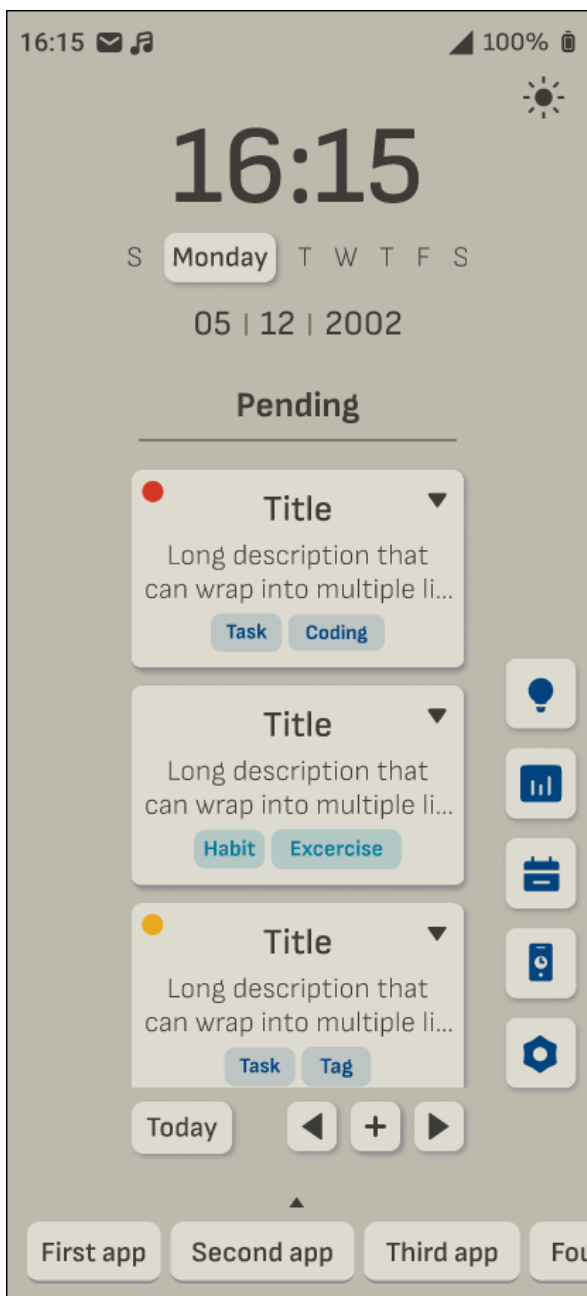 16:15 100%
16:15
S Monday T W T F S
05 | 12 | 2002
Pending
Title
Long description that
can wrap into multiple li...
Task Coding
Title
Long description that
can wrap into multiple li...
Habit Excercise
Title
Long description that
can wrap into multiple li...
Task Tag
Today
First app Second app Third app Fou